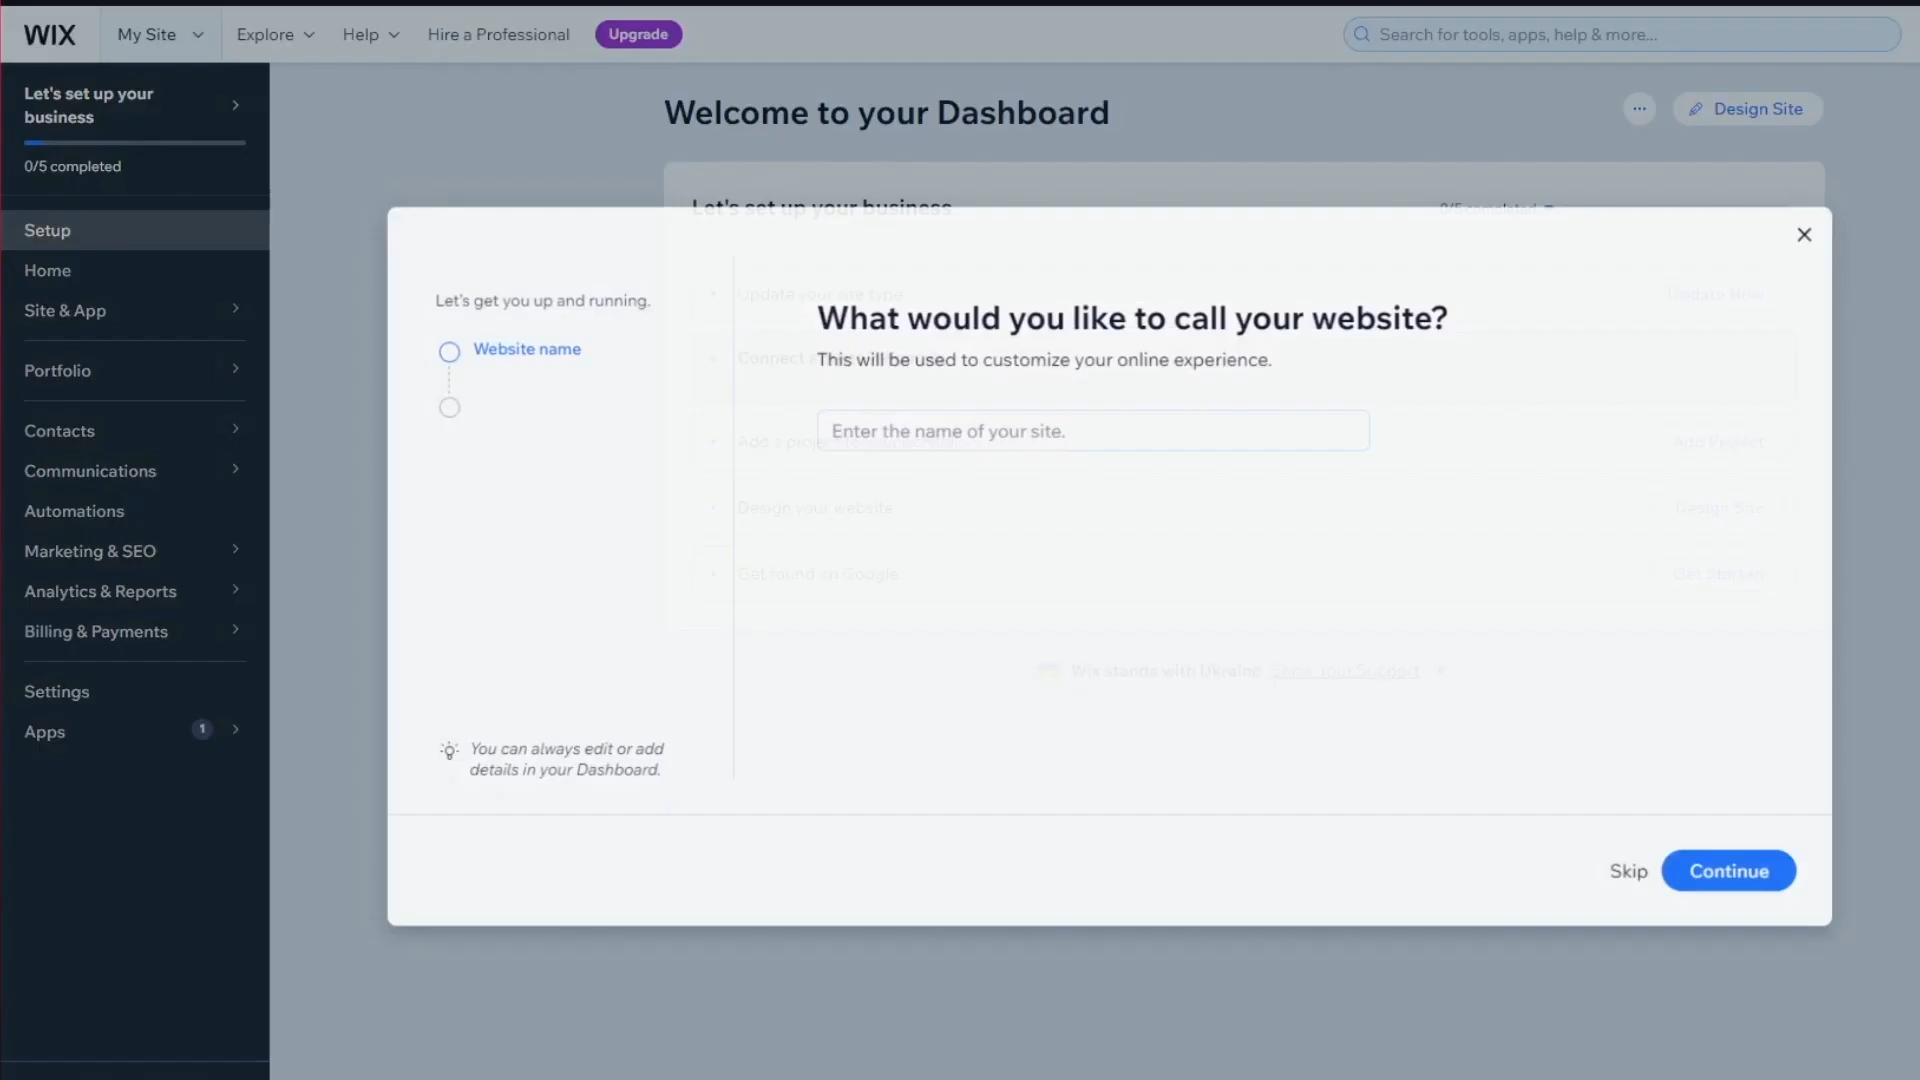 WIX
My Site
Explore
Help
Hire a Professional
Upgrade
Search for tools, apps, help & more...
Let's set up your
business
0/5 completed
Setup
Home
Site & App
Portfolio
Contacts
Communications
Automations
Marketing & SEO
Analytics & Reports
Billing & Payments
Settings
Apps
1
Welcome to your Dashboard
Design Site
Let's set up your business
0/5 completed
Let's get you up and running.
Website name
You can always edit or add
details in your Dashboard.
Update your site type
Update Now
What would you like to call your website?
Connect
This will be used to customize your online experience.
Enter the name of your site.
Add a
Add Project
Design your website
Design Site
Get found on Google
Get Started
Wix stands with Ukraine Show Your Support
Skip
Continue